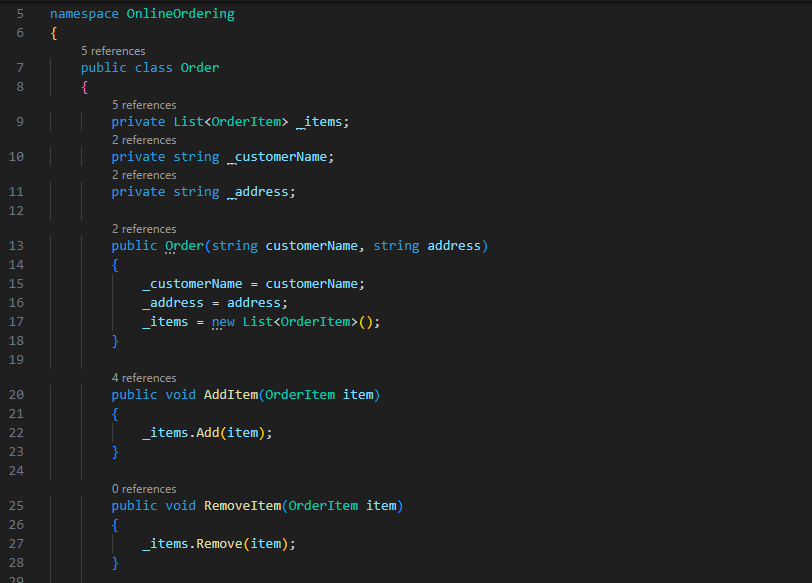 5 namespace OnlineOrdering
6 {
5 references
7 public class Order
8 {
5 references
9 private List<OrderItem> _items;
2 references
10 private string _customerName;
2 references
11 private string _address;
12
2 references
13 public Order(string customerName, string address)
14 {
15 _customerName = customerName;
16 _address = address;
17 _items = new List<OrderItem>();
18 }
19
4 references
20 public void AddItem(OrderItem item)
21 {
22 _items.Add(item);
23 }
24
0 references
25 public void RemoveItem(OrderItem item)
26 {
27 _items.Remove(item);
28 }
29